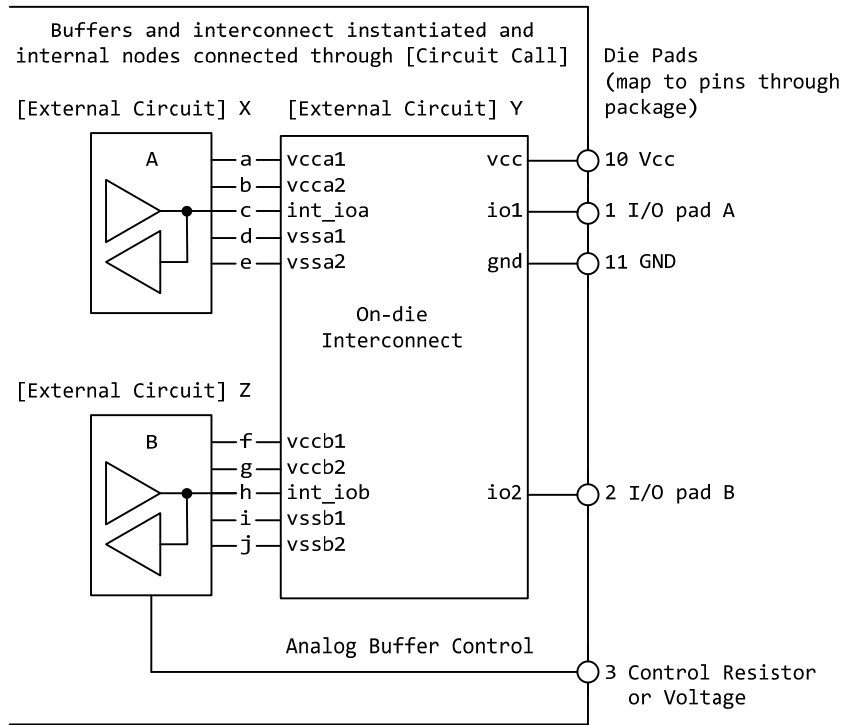 Buffers and interconnect instantiated and
internal nodes connected through [Circuit Call]
Die Pads
(map to pins through
package)
[External Circuit] X
[External Circuit] Y
A
a
b
c
d
e
vcca1
vcca2
int_ioa
vssa1
vssa2
vcc
io1
gnd
10 Vcc
1 I/O pad A
11 GND
On-die
Interconnect
[External Circuit] Z
B
f
g
h
i
j
vccb1
vccb2
int_iob
vssb1
vssb2
io2
2 I/O pad B
Analog Buffer Control
3 Control Resistor
or Voltage